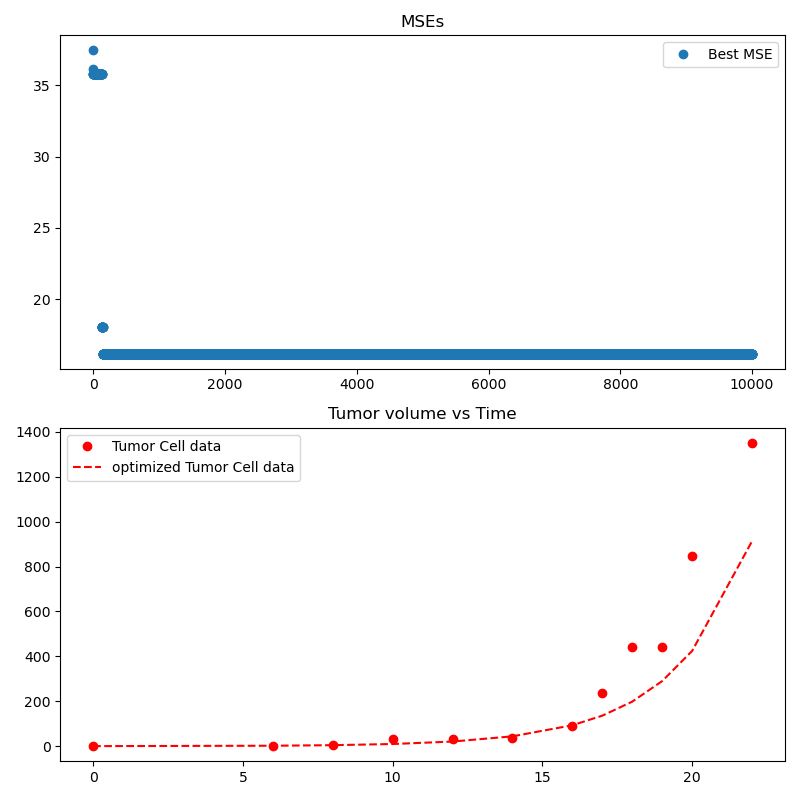 MSEs
Best MSE
35
30
25
20
0 2000 4000 6000 8000 10000
Tumor volume vs Time
1400
1200
1000
800
600
400
200
0
Tumor Cell data
optimized Tumor Cell data
0 5 10 15 20